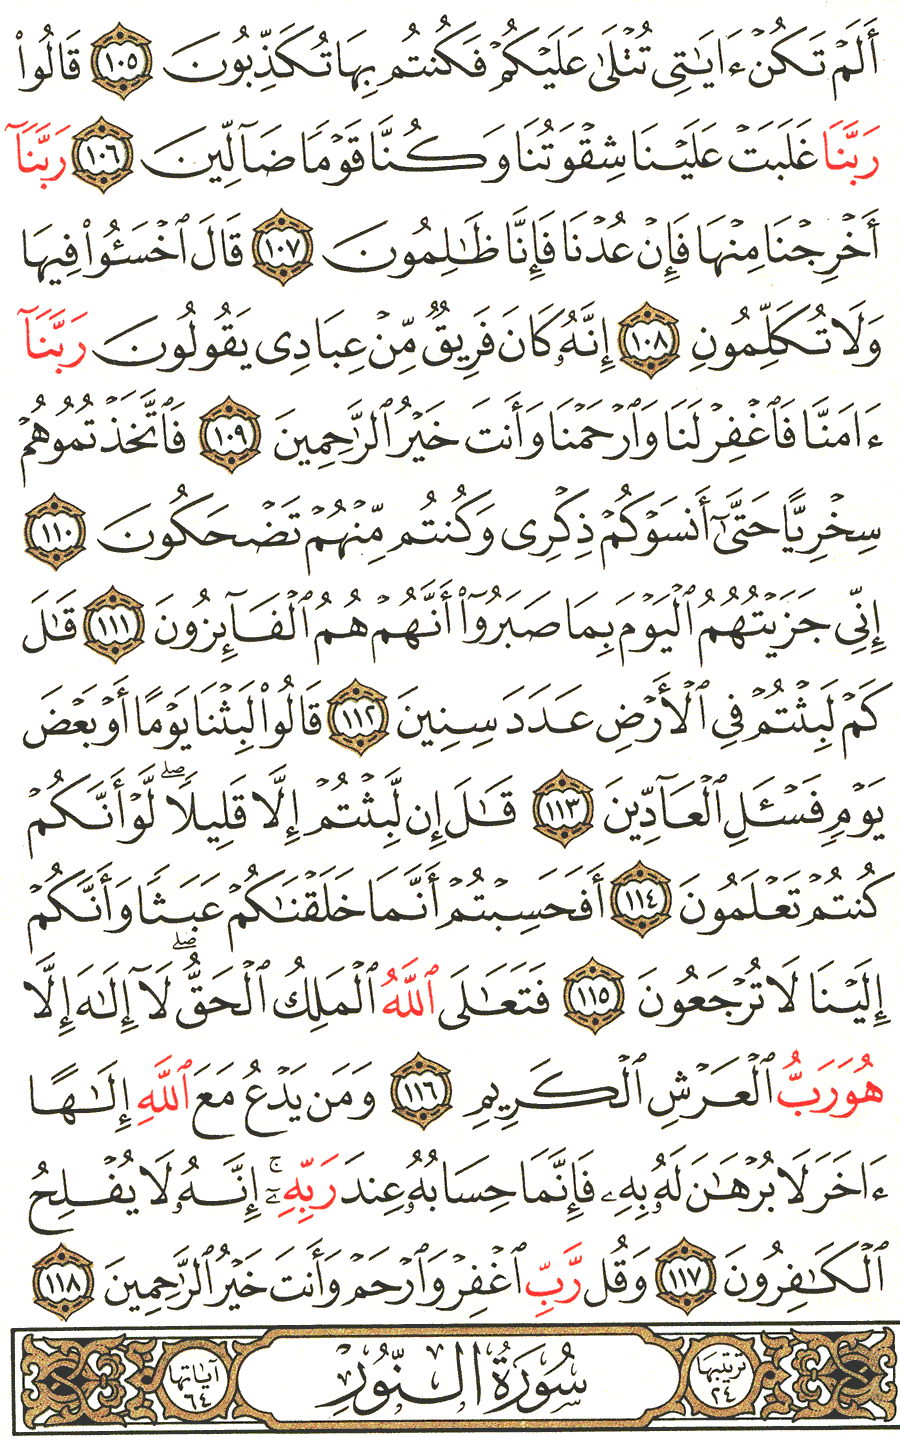 أَلَمْ تَكُنْ ءَايَـٰتِى تُتْلَىٰ عَلَيْكُمْ فَكُنتُم بِهَا تُكَذِّبُونَ ١٠٥ قَالُوا۟
رَبَّنَا غَلَبَتْ عَلَيْنَا شِقْوَتُنَا وَكُنَّا قَوْمًا ضَآلِّينَ ١٠٦ رَبَّنَآ
أَخْرِجْنَا مِنْهَا فَإِنْ عُدْنَا فَإِنَّا ظَـٰلِمُونَ ١٠٧ قَالَ ٱخْسَـُٔوا۟ فِيهَا
وَلَا تُكَلِّمُونِ ١٠٨ إِنَّهُۥ كَانَ فَرِيقٌ مِّنْ عِبَادِى يَقُولُونَ رَبَّنَآ
ءَامَنَّا فَٱغْفِرْ لَنَا وَٱرْحَمْنَا وَأَنتَ خَيْرُ ٱلرَّٰحِمِينَ ١٠٩ فَٱتَّخَذْتُمُوهُمْ
سِخْرِيًّا حَتَّىٰٓ أَنسَوْكُمْ ذِكْرِى وَكُنتُم مِّنْهُمْ تَضْحَكُونَ ١١٠
إِنِّى جَزَيْتُهُمُ ٱلْيَوْمَ بِمَا صَبَرُوٓا۟ أَنَّهُمْ هُمُ ٱلْفَآئِزُونَ ١١١ قَـٰلَ
كَمْ لَبِثْتُمْ فِى ٱلْأَرْضِ عَدَدَ سِنِينَ ١١٢ قَالُوا۟ لَبِثْنَا يَوْمًا أَوْ بَعْضَ
يَوْمٍ فَسْـَٔلِ ٱلْعَآدِّينَ ١١٣ قَـٰلَ إِن لَّبِثْتُمْ إِلَّا قَلِيلًا ۖ لَّوْ أَنَّكُمْ
كُنتُمْ تَعْلَمُونَ ١١٤ أَفَحَسِبْتُمْ أَنَّمَا خَلَقْنَـٰكُمْ عَبَثًا وَأَنَّكُمْ
إِلَيْنَا لَا تُرْجَعُونَ ١١٥ فَتَعَـٰلَى ٱللَّهُ ٱلْمَلِكُ ٱلْحَقُّ ۖ لَآ إِلَـٰهَ إِلَّا
هُوَ رَبُّ ٱلْعَرْشِ ٱلْكَرِيمِ ١١٦ وَمَن يَدْعُ مَعَ ٱللَّهِ إِلَـٰهًا
ءَاخَرَ لَا بُرْهَـٰنَ لَهُۥ بِهِۦ فَإِنَّمَا حِسَابُهُۥ عِندَ رَبِّهِۦٓ ۚ إِنَّهُۥ لَا يُفْلِحُ
ٱلْكَـٰفِرُونَ ١١٧ وَقُل رَّبِّ ٱغْفِرْ وَٱرْحَمْ وَأَنتَ خَيْرُ ٱلرَّٰحِمِينَ ١١٨
ترتيبها ٢٤ سُورَةُ النُّورِ آياتها ٦٤